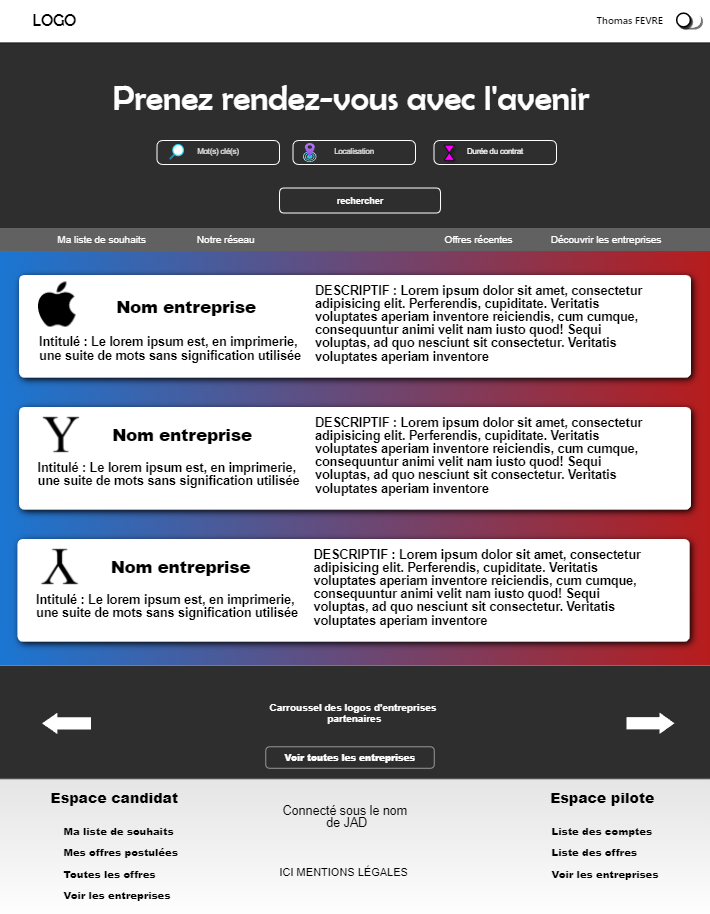 LOGO
Thomas FEVRE
Prenez rendez-vous avec l'avenir
Mot(s) clé(s)
Localisation
Durée du contrat
rechercher
Ma liste de souhaits
Notre réseau
Offres récentes
Découvrir les entreprises
Nom entreprise
Intitulé : Le lorem ipsum est, en imprimerie,
une suite de mots sans signification utilisée
DESCRIPTIF : Lorem ipsum dolor sit amet, consectetur
adipisicing elit. Perferendis, cupiditate. Veritatis
voluptates aperiam inventore reiciendis, cum cumque,
consequuntur animi velit nam iusto quod! Sequi
voluptas, ad quo nesciunt sit consectetur. Veritatis
voluptates aperiam inventore
Y
Nom entreprise
Intitulé : Le lorem ipsum est, en imprimerie,
une suite de mots sans signification utilisée
DESCRIPTIF : Lorem ipsum dolor sit amet, consectetur
adipisicing elit. Perferendis, cupiditate. Veritatis
voluptates aperiam inventore reiciendis, cum cumque,
consequuntur animi velit nam iusto quod! Sequi
voluptas, ad quo nesciunt sit consectetur. Veritatis
voluptates aperiam inventore
Y
Nom entreprise
Intitulé : Le lorem ipsum est, en imprimerie,
une suite de mots sans signification utilisée
DESCRIPTIF : Lorem ipsum dolor sit amet, consectetur
adipisicing elit. Perferendis, cupiditate. Veritatis
voluptates aperiam inventore reiciendis, cum cumque,
consequuntur animi velit nam iusto quod! Sequi
voluptas, ad quo nesciunt sit consectetur. Veritatis
voluptates aperiam inventore
Carroussel des logos d'entreprises
partenaires
Voir toutes les entreprises
Espace candidat
Ma liste de souhaits
Mes offres postulées
Toutes les offres
Voir les entreprises
Connecté sous le nom
de JAD
ICI MENTIONS LÉGALES
Espace pilote
Liste des comptes
Liste des offres
Voir les entreprises